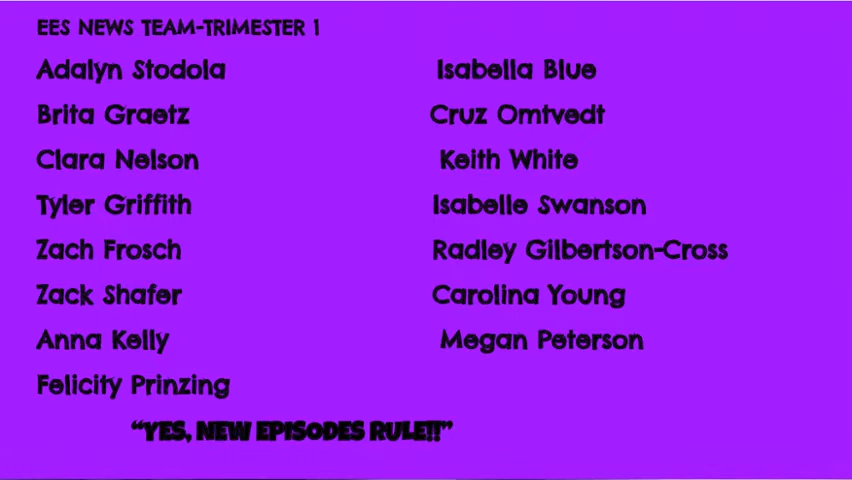 EES NEWS TEAM-TRIMESTER 1
Adalyn Stodola
Brita Graetz
Clara Nelson
Tyler Griffith
Zach Frosch
Zack Shafer
Anna Kelly
Felicity Prinzing
Isabella Blue
Cruz Omtvedt
Keith White
Isabelle Swanson
Radley Gilbertson-Cross
Carolina Young
Megan Peterson
“YES, NEW EPISODES RULE!!”